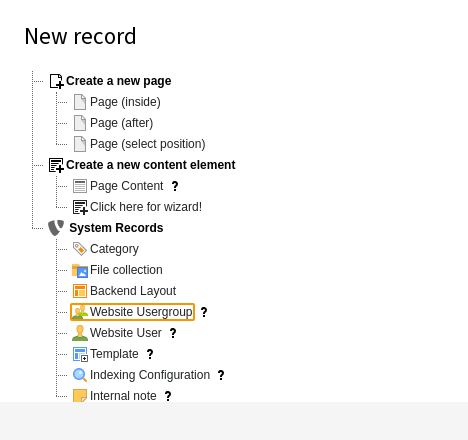 New record
Create a new page
Page (inside)
Page (after)
Page (select position)
Create a new content element
Page Content ?
Click here for wizard!
System Records
Category
File collection
Backend Layout
Website Usergroup ?
Website User ?
Template ?
Indexing Configuration ?
Internal note ?